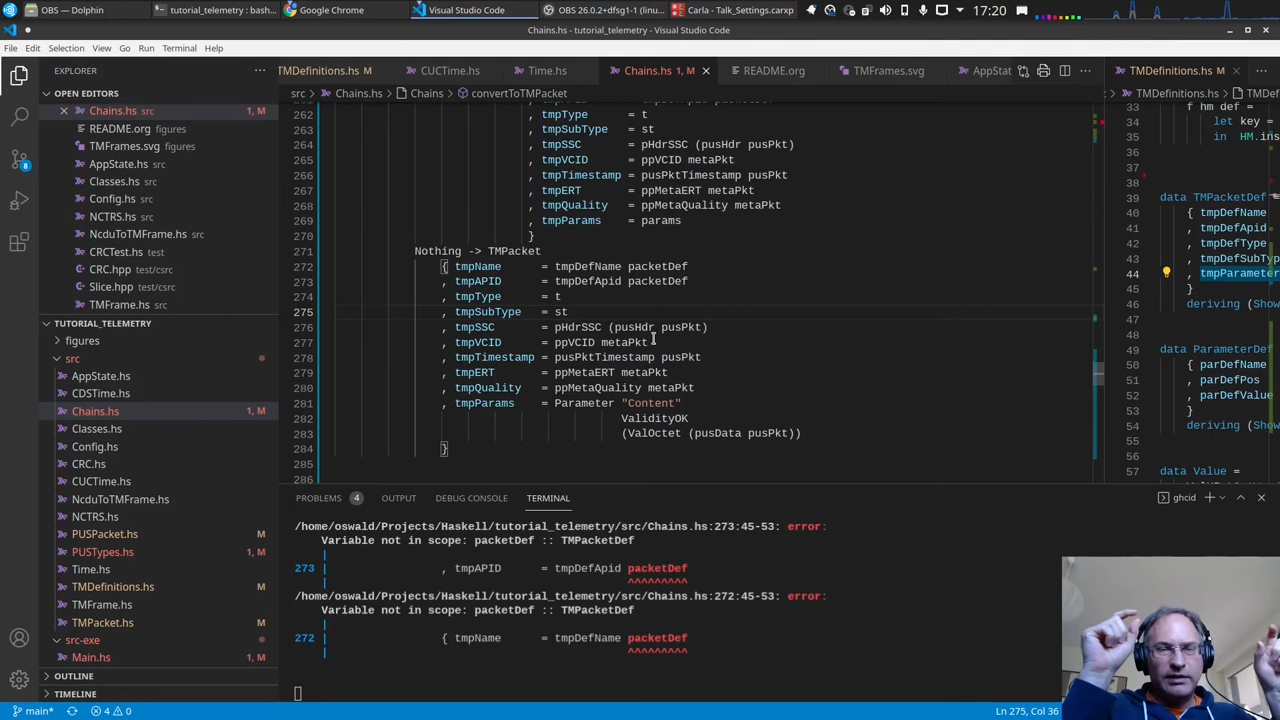 OBS — Dolphin
tutorial_telemetry : bash...
Google Chrome
Visual Studio Code
OBS 26.0.2+dfsg1-1 (linu...
Carla - Talk_Settings.carxp
17:20
Chains.hs - tutorial_telemetry - Visual Studio Code
File Edit Selection View Go Run Terminal Help
EXPLORER
TMDefinitions.hs M
CUCTime.hs
Time.hs
Chains.hs 1, M
README.org
TMFrames.svg
AppStat
TMDefinitions.hs M
OPEN EDITORS
src > Chains.hs > Chains > convertToTMPacket
src > TMDefinitions.hs
Chains.hs src 1, M
README.org figures
TMFrames.svg figures
AppState.hs src
Classes.hs src
Config.hs src
NCTRS.hs src
NcduToTMFrame.hs src
CRCTest test/csrc
CRC.hpp test/csrc
Slice.hpp test/csrc
TMFrame.hs src
TUTORIAL_TELEMETRY
figures
src
AppState.hs
CDSTime.hs
Chains.hs 1, M
Classes.hs
Config.hs
CRC.hs
CUCTime.hs
NcduToTMFrame.hs
NCTRS.hs
PUSPacket.hs M
PUSTypes.hs 1, M
Time.hs
TMDefinitions.hs M
TMFrame.hs
TMPacket.hs M
src-exe
Main.hs 1, M
OUTLINE
TIMELINE
262 , tmpType = t
263 , tmpSubType = st
264 , tmpSSC = pHdrSSC (pusHdr pusPkt)
265 , tmpVCID = ppVCID metaPkt
266 , tmpTimestamp = pusPktTimestamp pusPkt
267 , tmpERT = ppMetaERT metaPkt
268 , tmpQuality = ppMetaQuality metaPkt
269 , tmpParams = params
270 }
271 Nothing -> TMPacket
272 { tmpName = tmpDefName packetDef
273 , tmpAPID = tmpDefApid packetDef
274 , tmpType = t
275 , tmpSubType = st
276 , tmpSSC = pHdrSSC (pusHdr pusPkt)
277 , tmpVCID = ppVCID metaPkt
278 , tmpTimestamp = pusPktTimestamp pusPkt
279 , tmpERT = ppMetaERT metaPkt
280 , tmpQuality = ppMetaQuality metaPkt
281 , tmpParams = Parameter "Content"
282 ValidityOK
283 (ValOctet (pusData pusPkt))
284 }
285
286
33 f hm def =
34 let key =
35 in HM.ins
36
37
38
39 data TMPacketDef
40 { tmpDefName
41 , tmpDefApid
42 , tmpDefType
43 , tmpDefSubTyp
44 , tmpParameter
45 }
46 deriving (Show
47
48
49 data ParameterDef
50 { parDefName
51 , parDefPos
52 , parDefValue
53 }
54 deriving (Show
55
56
57 data Value =
PROBLEMS 4 OUTPUT DEBUG CONSOLE TERMINAL
ghcid
/home/oswald/Projects/Haskell/tutorial_telemetry/src/Chains.hs:273:45-53: error:
Variable not in scope: packetDef :: TMPacketDef
|
273 | , tmpAPID = tmpDefApid packetDef
| ^^^^^^^^^
/home/oswald/Projects/Haskell/tutorial_telemetry/src/Chains.hs:272:45-53: error:
Variable not in scope: packetDef :: TMPacketDef
|
272 | { tmpName = tmpDefName packetDef
| ^^^^^^^^^
main* 4 0
Ln 275, Col 36